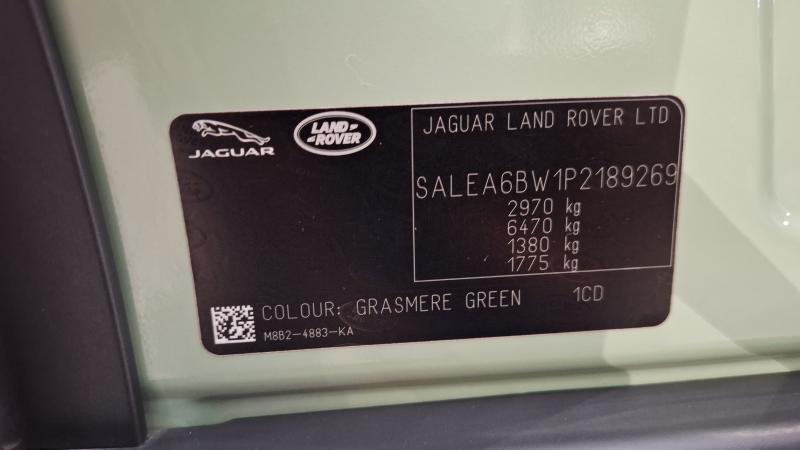 JAGUAR
LAND
ROVER
JAGUAR LAND ROVER LTD
SALEA6BW1P2189269
2970 kg
6470 kg
1380 kg
1775 kg
COLOUR: GRASMERE GREEN 1CD
M8B2-4883-KA